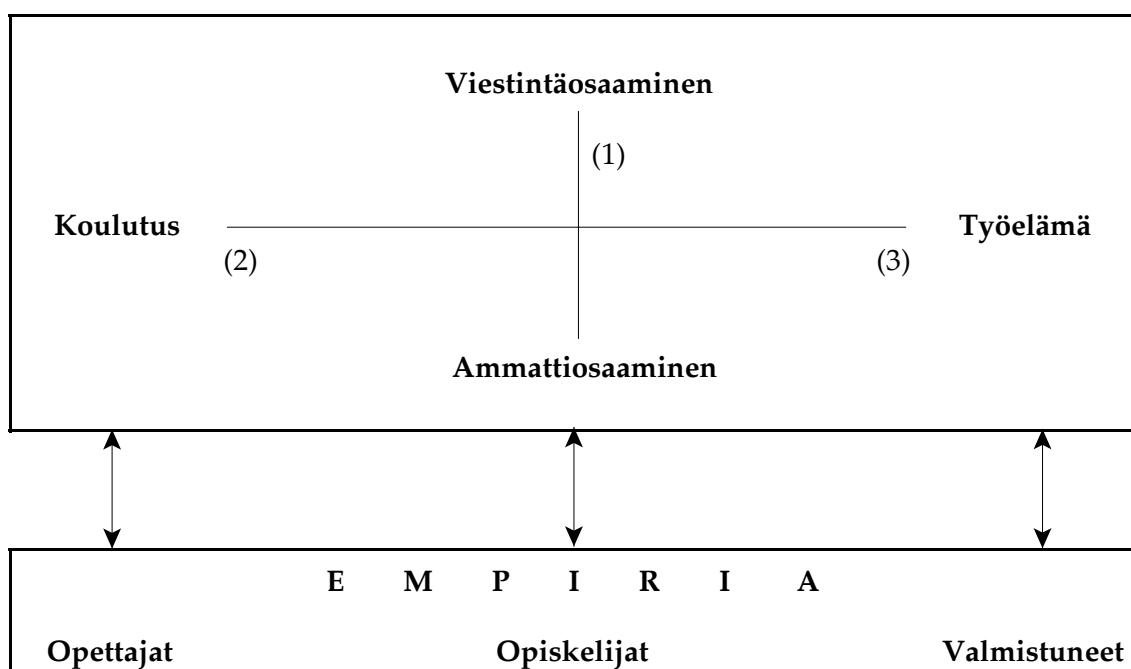 Viestintäosaaminen
(1)
Koulutus Työelämä
(2) (3)
Ammattiosaaminen
E M P I R I A
Opettajat Opiskelijat Valmistuneet